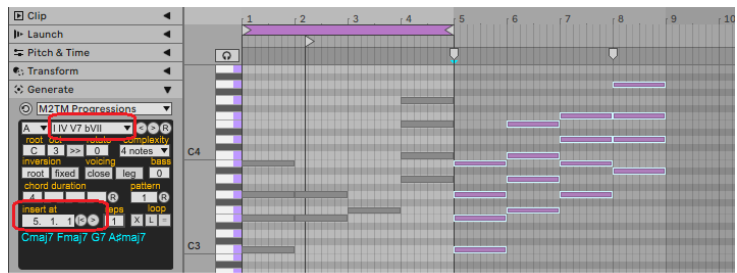 Clip
Launch
Pitch & Time
Transform
Generate
M2TM Progressions
A I IV V7 bVII < > R
root oct rotate complexity
C 3 >> 0 4 notes
inversion voicing bass
root fixed close leg 0
chord duration pattern
4 R 1 R
insert at reps loop
5. 1. 1 1 X L =
Cmaj7 Fmaj7 G7 A♯maj7
1 2 3 4 5 6 7 8 9 10
C4
C3